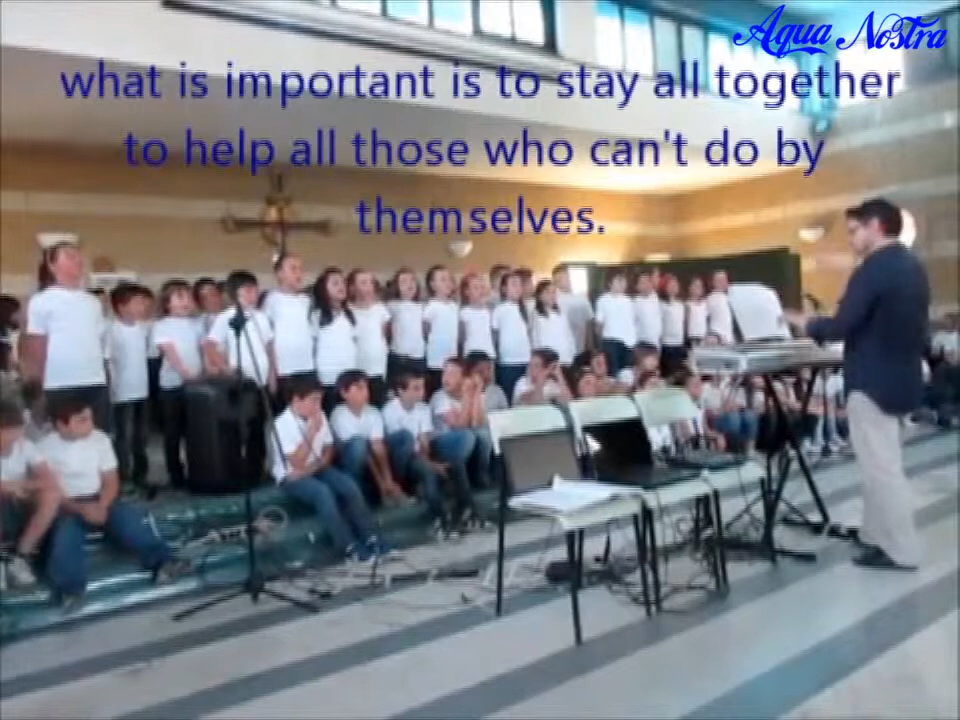 Aqua Nostra
what is important is to stay all together
to help all those who can't do by
themselves.